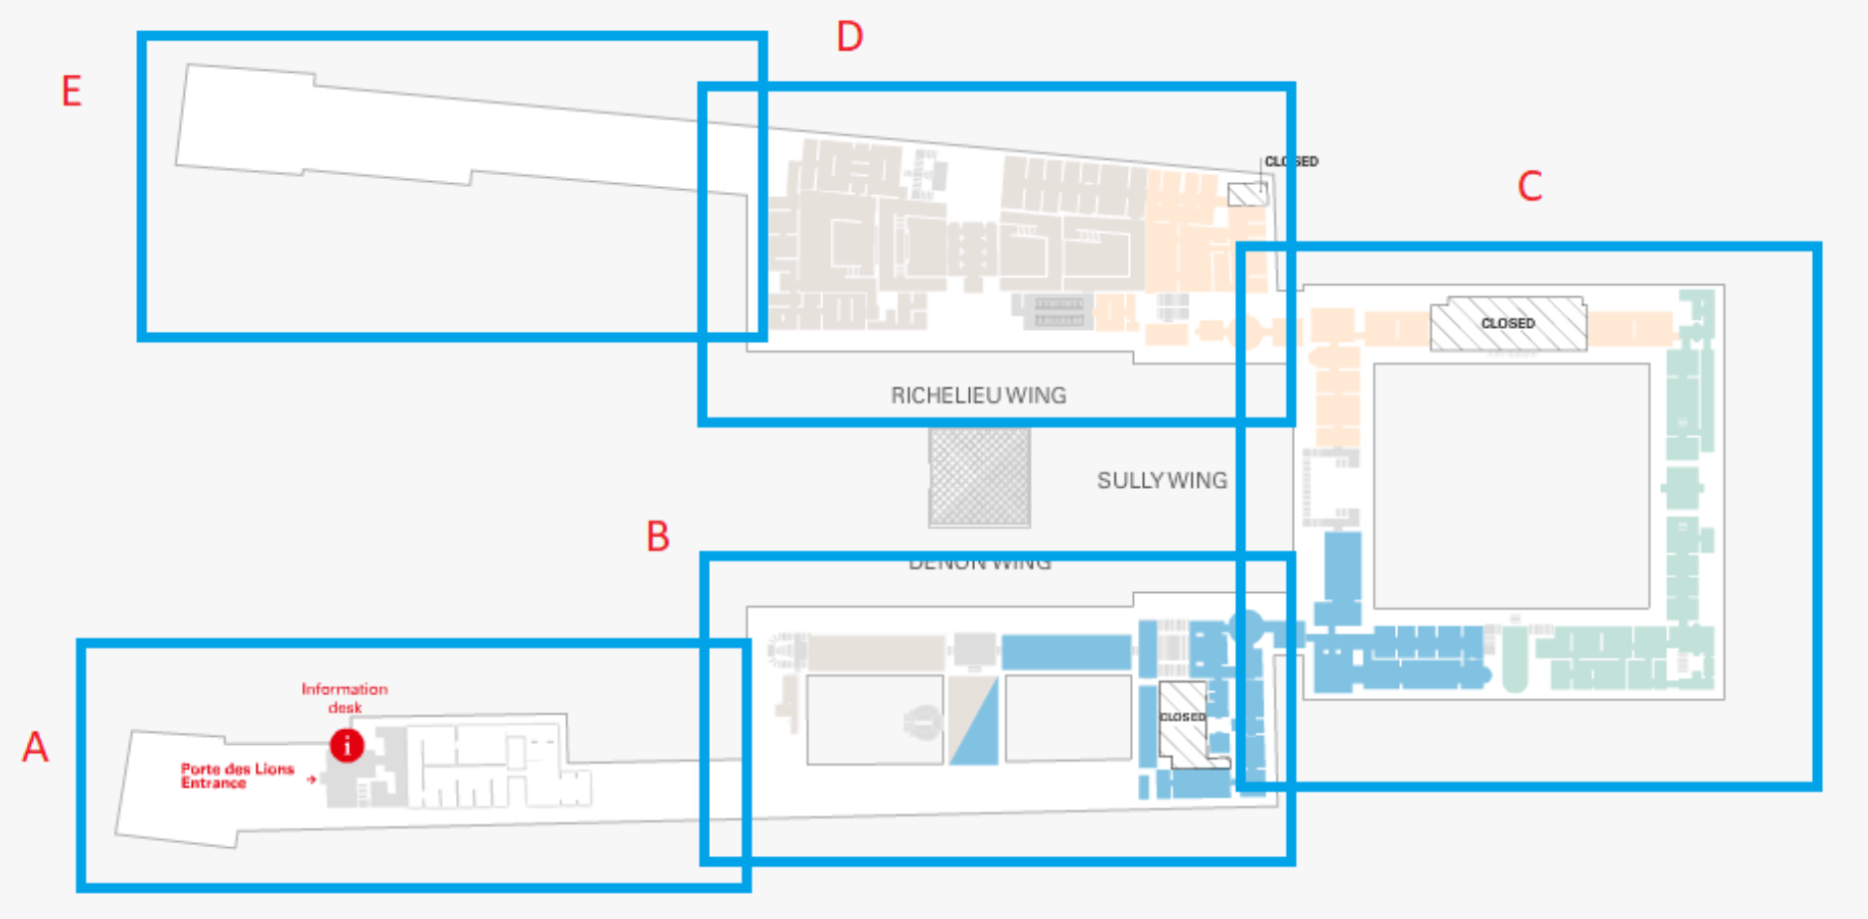 D
E
CLOSED
C
CLOSED
RICHELIEU WING
SULLY WING
B
DENON WING
Information
desk
i
CLOSED
A
Porte des Lions
Entrance